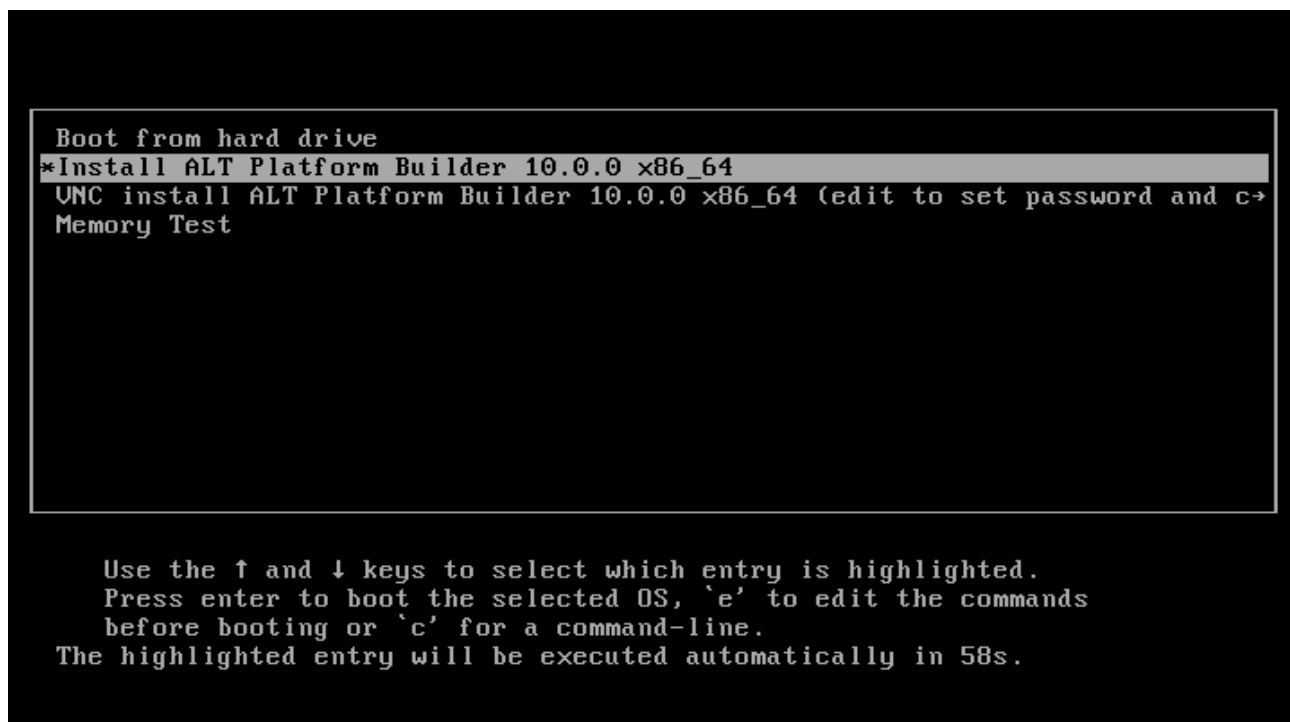 Boot from hard drive
*Install ALT Platform Builder 10.0.0 x86_64
VNC install ALT Platform Builder 10.0.0 x86_64 (edit to set password and c→
Memory Test
Use the ↑ and ↓ keys to select which entry is highlighted.
Press enter to boot the selected OS, `e' to edit the commands
before booting or `c' for a command-line.
The highlighted entry will be executed automatically in 58s.